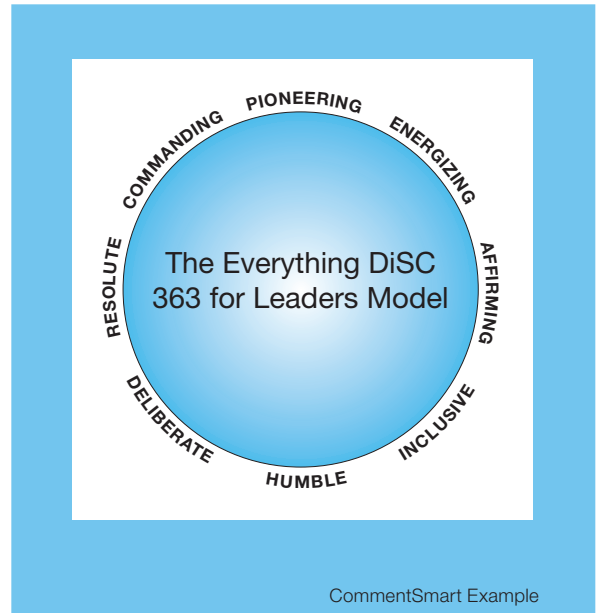 PIONEERING
ENERGIZING
AFFIRMING
INCLUSIVE
HUMBLE
DELIBERATE
RESOLUTE
COMMANDING
The Everything DiSC
363 for Leaders Model
CommentSmart Example